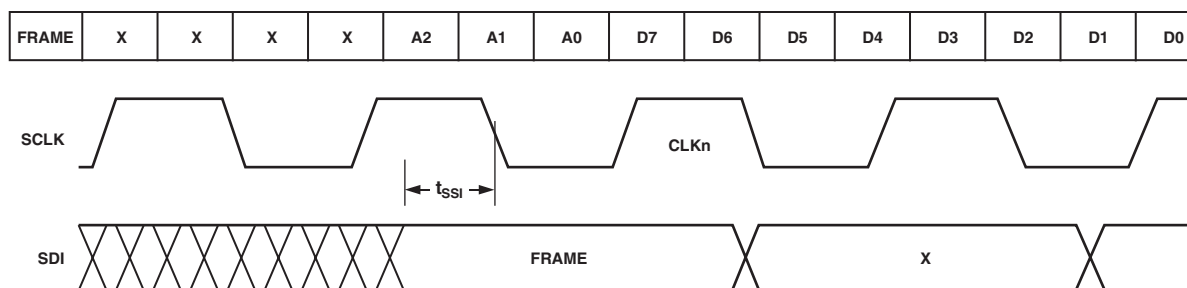 FRAME X X X X A2 A1 A0 D7 D6 D5 D4 D3 D2 D1 D0
SCLK
CLKn
tSSI
SDI
FRAME
X